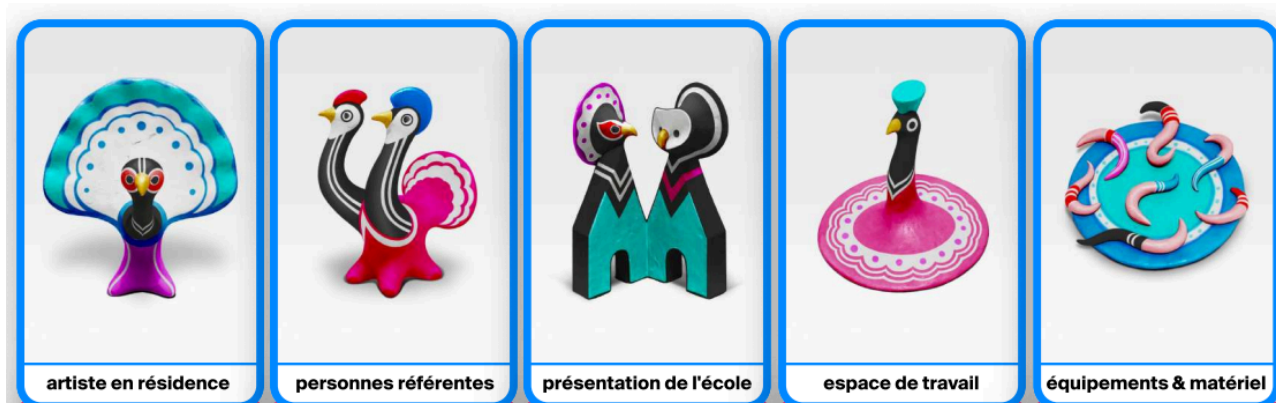 artiste en résidence
personnes référentes
présentation de l'école
espace de travail
équipements & matériel